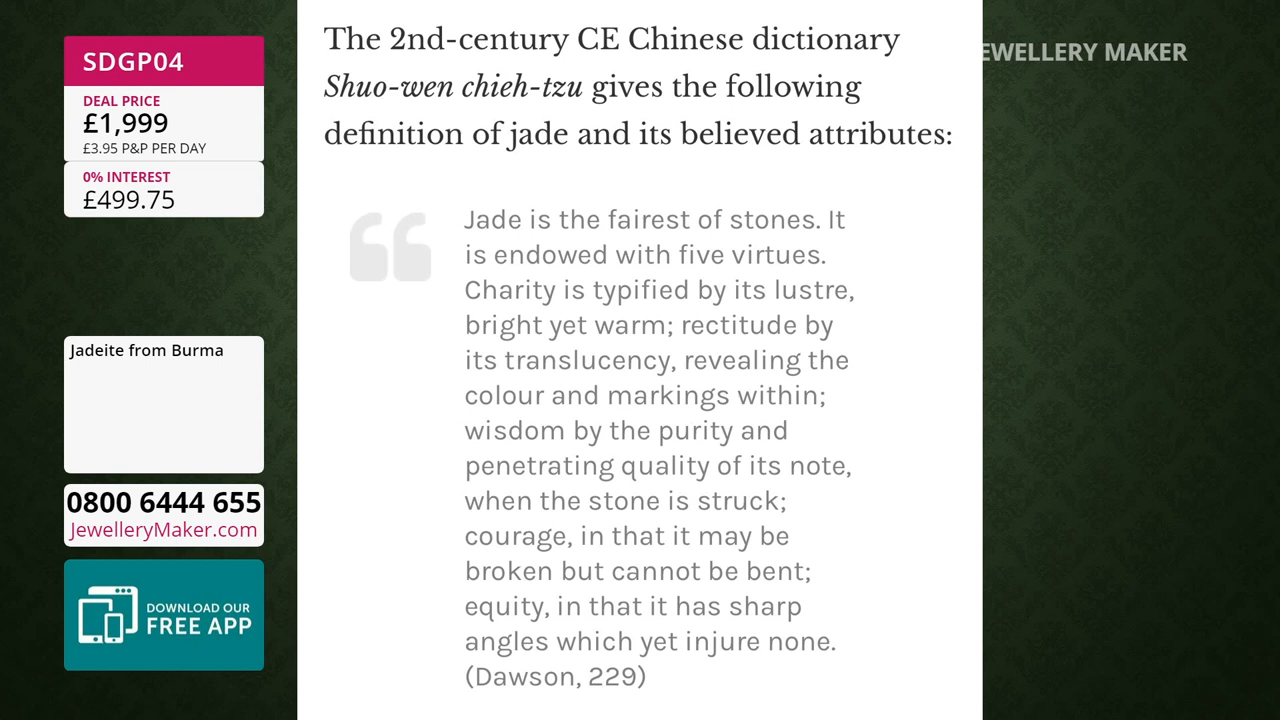 SDGP04
DEAL PRICE
£1,999
£3.95 P&P PER DAY
0% INTEREST
£499.75
Jadeite from Burma
0800 6444 655
JewelleryMaker.com
DOWNLOAD OUR
FREE APP
The 2nd-century CE Chinese dictionary
Shuo-wen chieh-tzu gives the following
definition of jade and its believed attributes:
Jade is the fairest of stones. It
is endowed with five virtues.
Charity is typified by its lustre,
bright yet warm; rectitude by
its translucency, revealing the
colour and markings within;
wisdom by the purity and
penetrating quality of its note,
when the stone is struck;
courage, in that it may be
broken but cannot be bent;
equity, in that it has sharp
angles which yet injure none.
(Dawson, 229)
EWELLERY MAKER